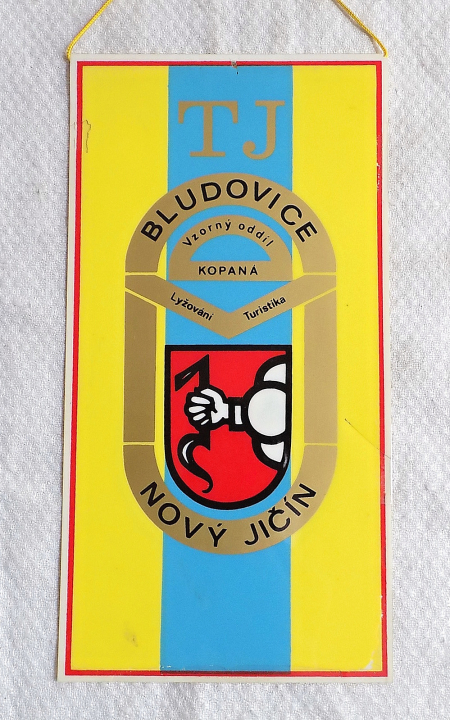 TJ
BLUDOVICE
Vzorný oddíl
KOPANÁ
Lyžování Turistika
NOVÝ JIČÍN